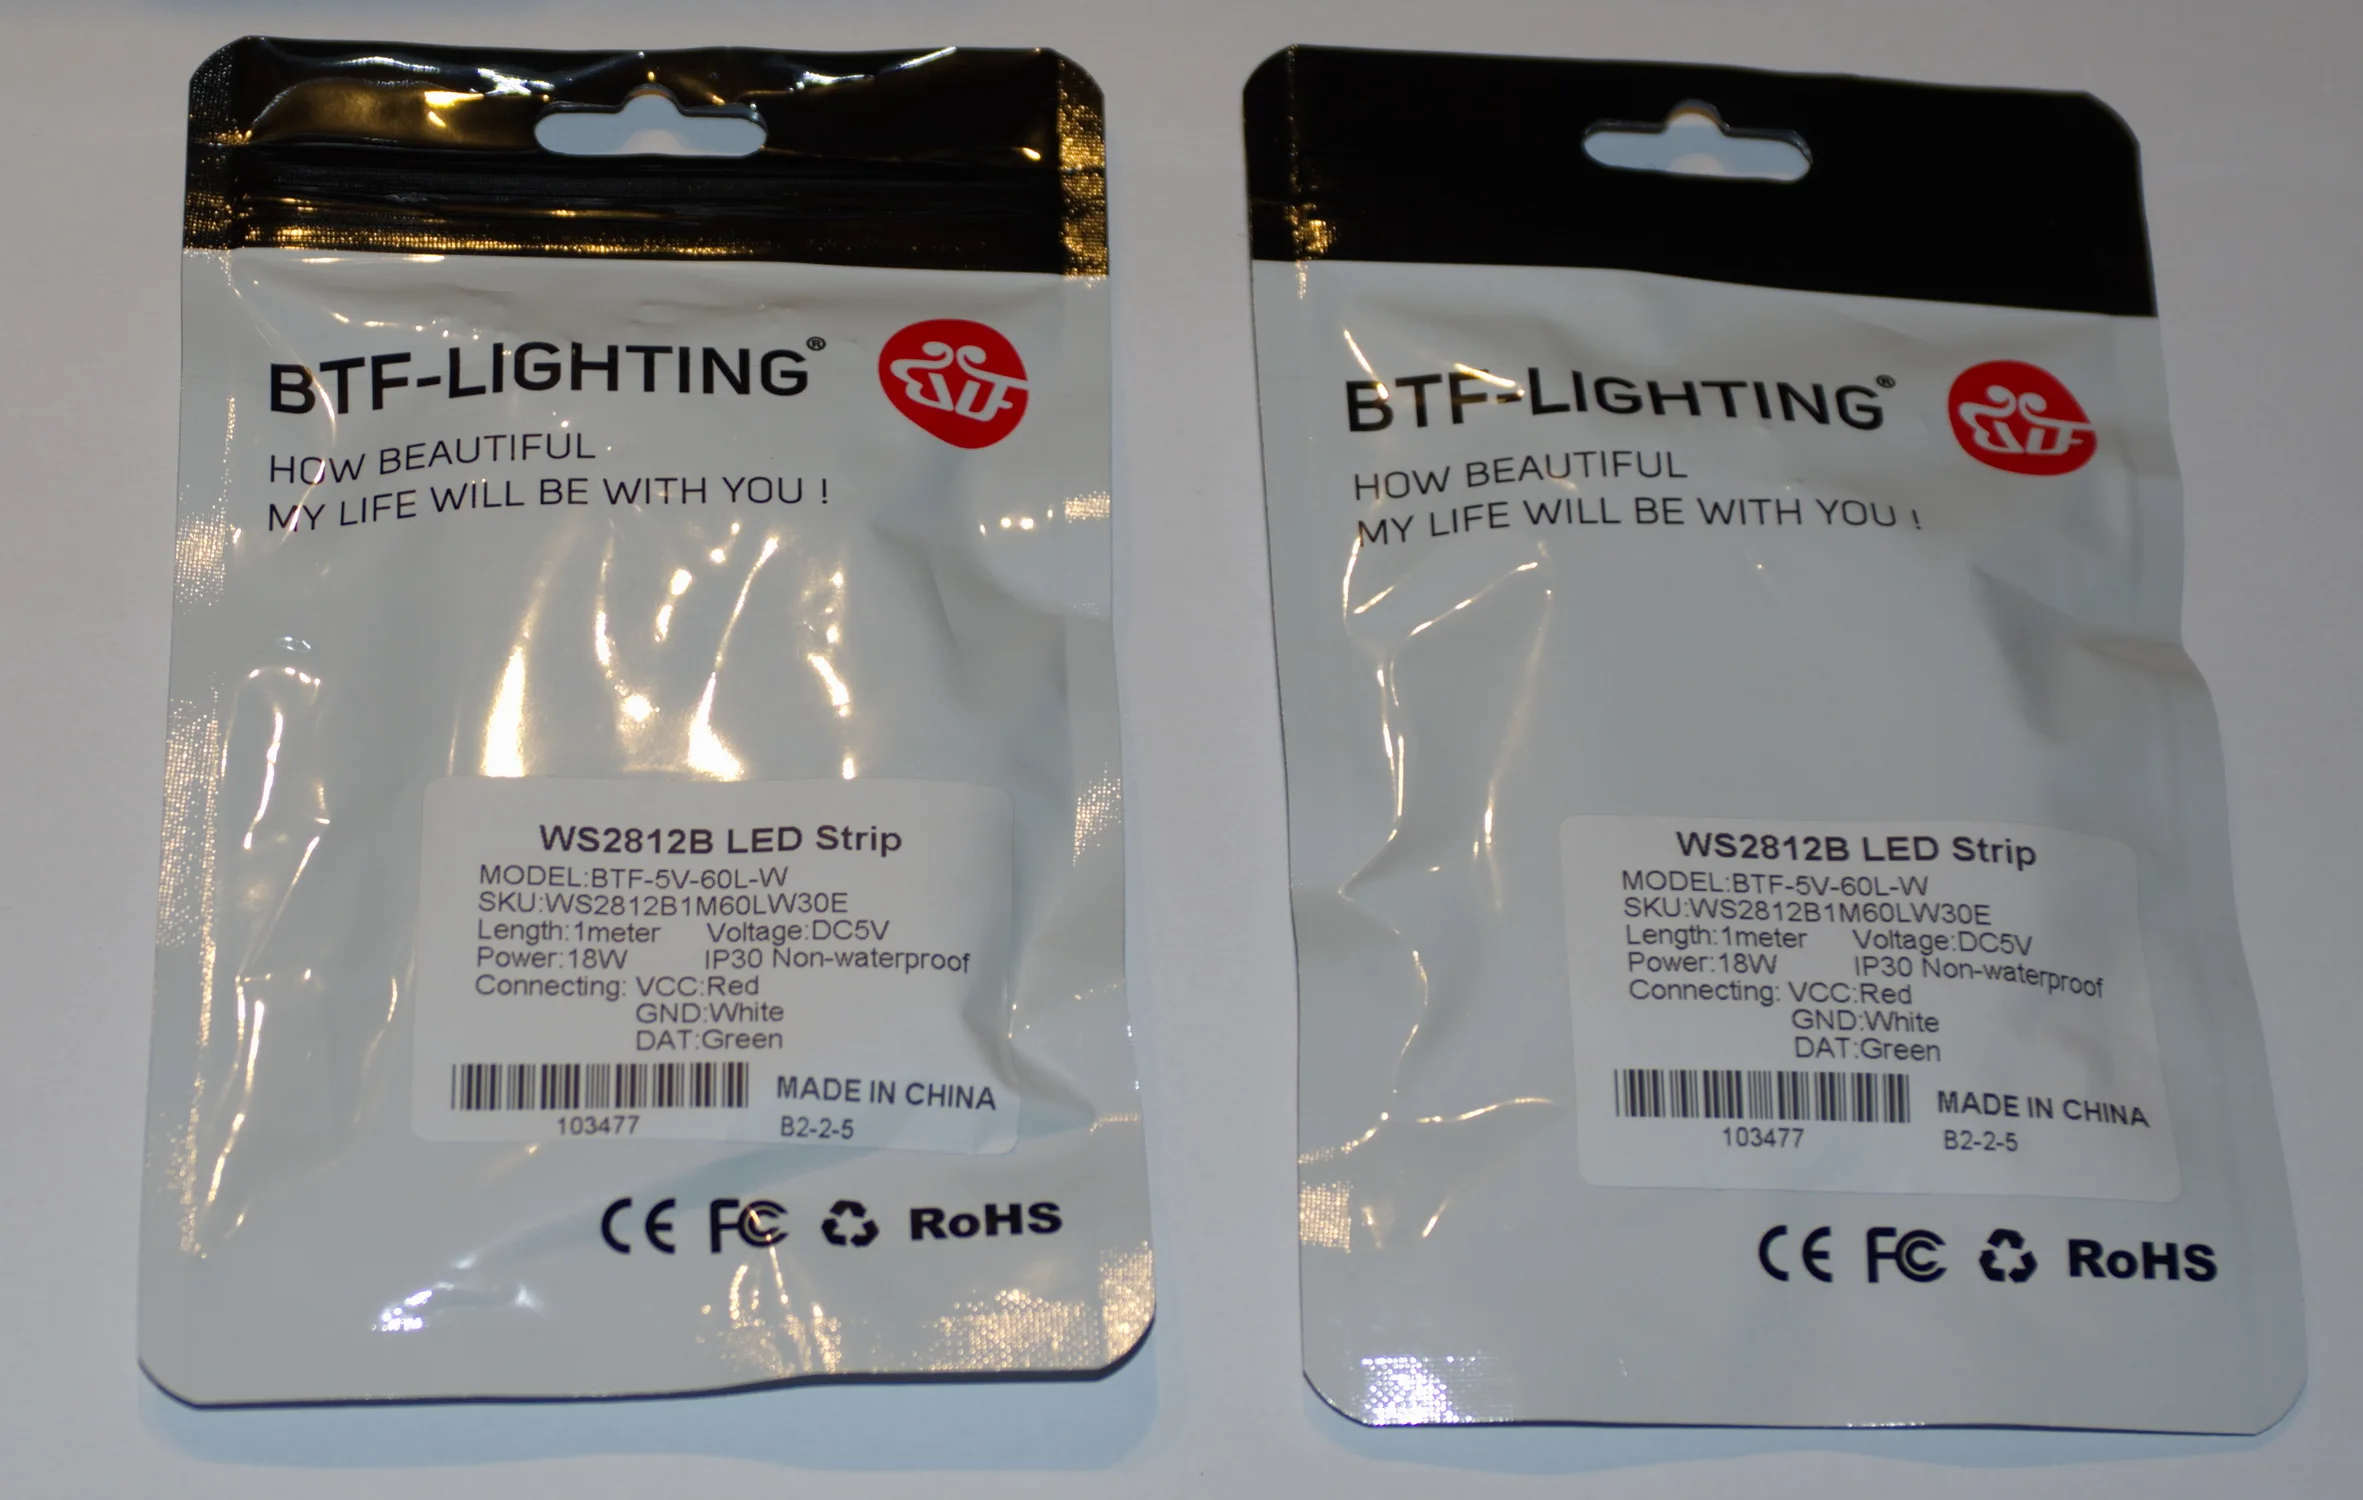 BTF-LIGHTING®
HOW BEAUTIFUL
MY LIFE WILL BE WITH YOU !
WS2812B LED Strip
MODEL:BTF-5V-60L-W
SKU:WS2812B1M60LW30E
Length:1meter Voltage:DC5V
Power:18W IP30 Non-waterproof
Connecting: VCC:Red
GND:White
DAT:Green
MADE IN CHINA
103477 B2-2-5
CE FC RoHS
BTF-LIGHTING®
HOW BEAUTIFUL
MY LIFE WILL BE WITH YOU !
WS2812B LED Strip
MODEL:BTF-5V-60L-W
SKU:WS2812B1M60LW30E
Length:1meter Voltage:DC5V
Power:18W IP30 Non-waterproof
Connecting: VCC:Red
GND:White
DAT:Green
MADE IN CHINA
103477 B2-2-5
CE FC RoHS